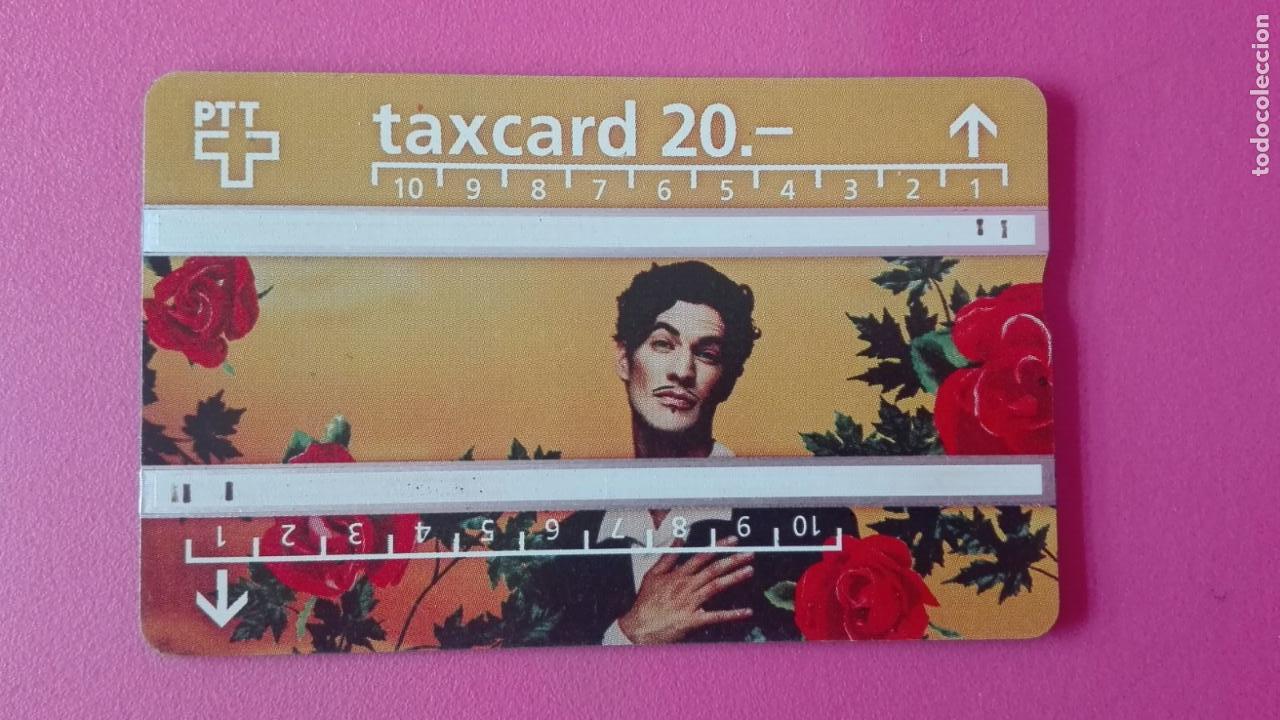 PTT
taxcard 20.–
10 9 8 7 6 5 4 3 2 1
1 2 3 4 5 6 7 8 9 10
todocoleccion